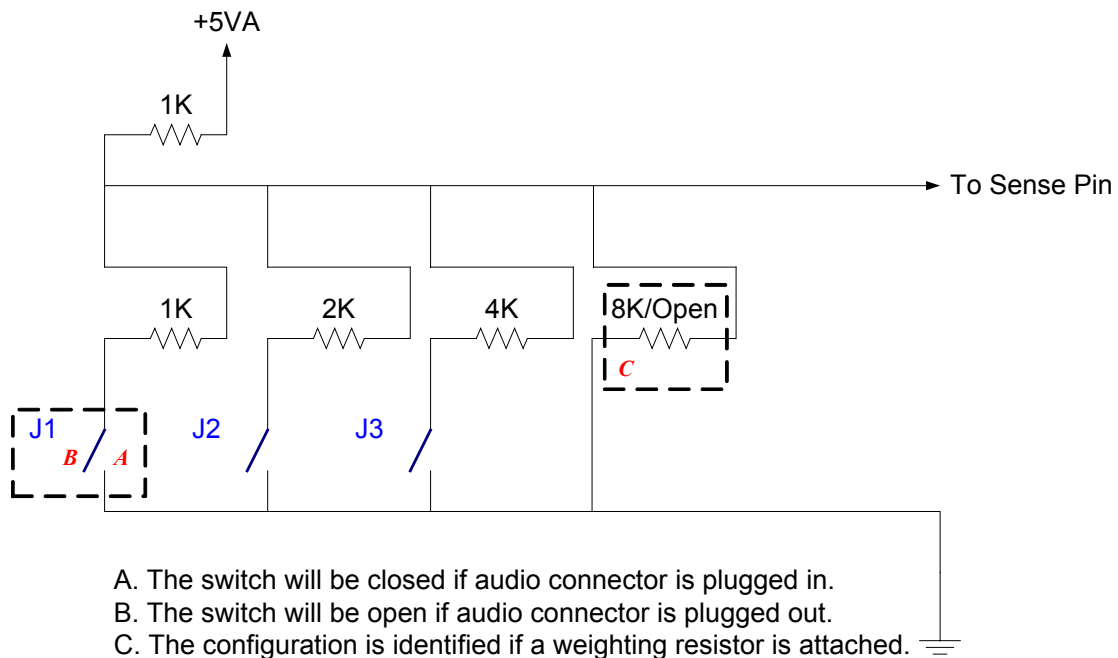 +5VA
1K
To Sense Pin
1K
2K
4K
8K/Open
C
J1
J2
J3
B
A
A. The switch will be closed if audio connector is plugged in.
B. The switch will be open if audio connector is plugged out.
C. The configuration is identified if a weighting resistor is attached.